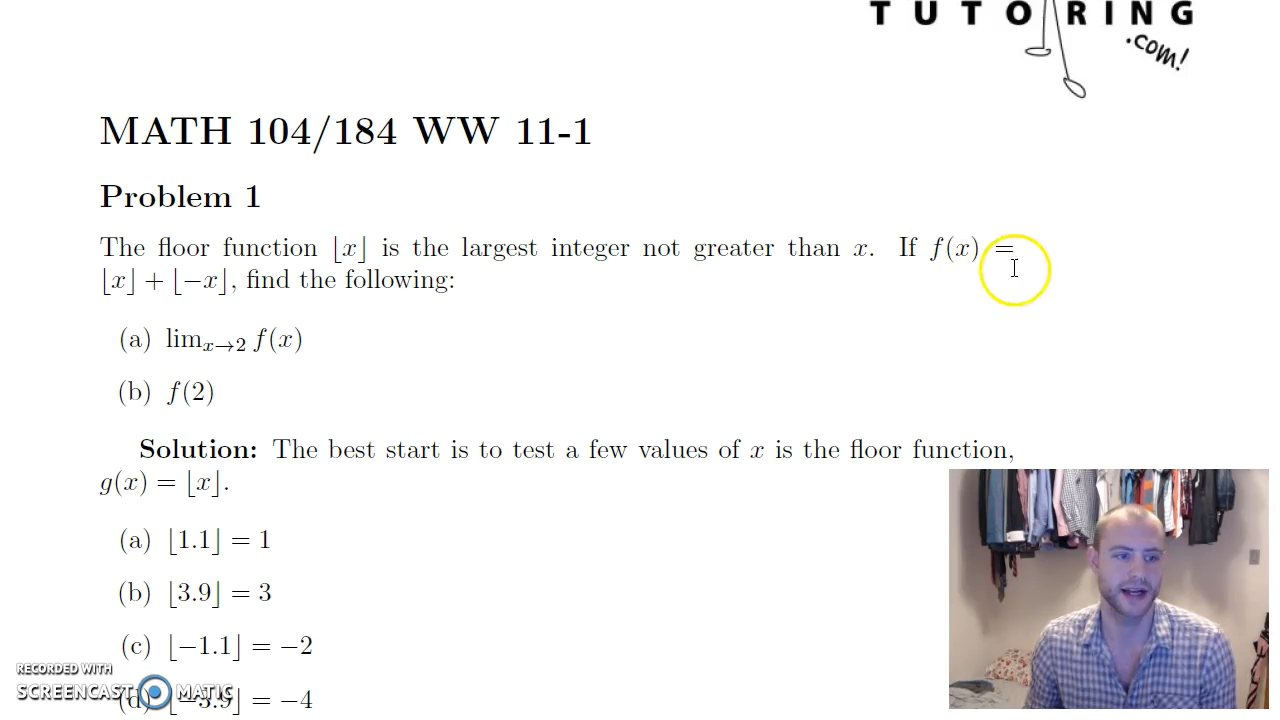 TUTORING
.COM!
MATH 104/184 WW 11-1
Problem 1
The floor function ⌊x⌋ is the largest integer not greater than x. If f(x) =
⌊x⌋ + ⌊−x⌋, find the following:
(a) lim_{x→2} f(x)
(b) f(2)
Solution: The best start is to test a few values of x is the floor function,
g(x) = ⌊x⌋.
(a) ⌊1.1⌋ = 1
(b) ⌊3.9⌋ = 3
(c) ⌊−1.1⌋ = −2
(d) ⌊−3.9⌋ = −4
RECORDED WITH
SCREENCAST MATIC